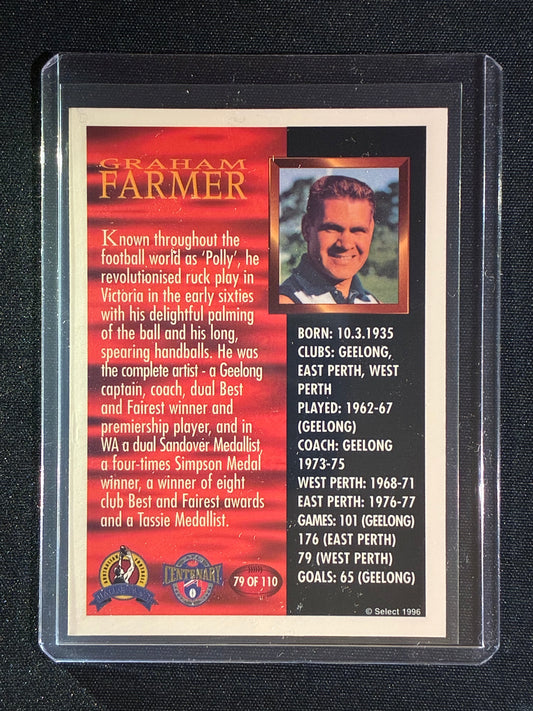 GRAHAM
FARMER
Known throughout the
football world as 'Polly', he
revolutionised ruck play in
Victoria in the early sixties
with his delightful palming
of the ball and his long,
spearing handballs. He was
the complete artist - a Geelong
captain, coach, dual Best
and Fairest winner and
premiership player, and in
WA a dual Sandover Medallist,
a four-times Simpson Medal
winner, a winner of eight
club Best and Fairest awards
and a Tassie Medallist.
CENTENARY
79 OF 110
BORN: 10.3.1935
CLUBS: GEELONG,
EAST PERTH, WEST
PERTH
PLAYED: 1962-67
(GEELONG)
COACH: GEELONG
1973-75
WEST PERTH: 1968-71
EAST PERTH: 1976-77
GAMES: 101 (GEELONG)
176 (EAST PERTH)
79 (WEST PERTH)
GOALS: 65 (GEELONG)
© Select 1996